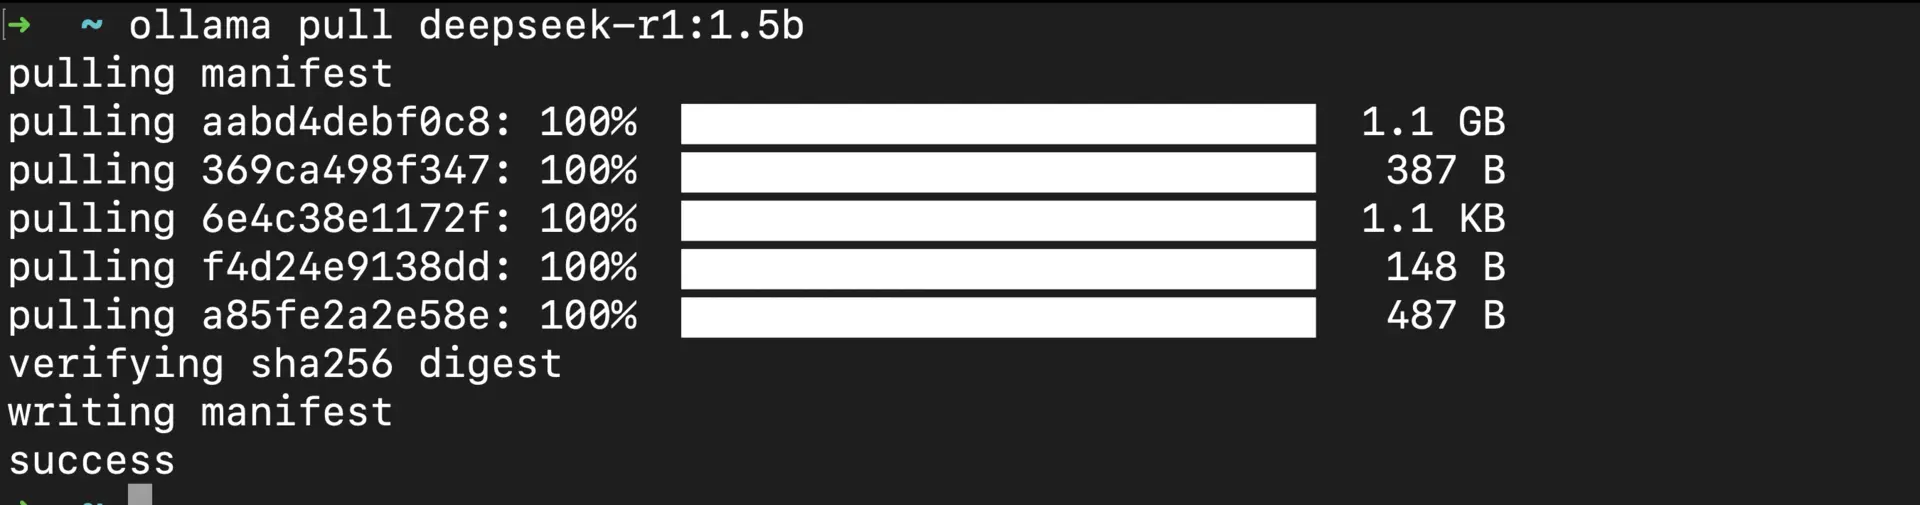 ➜ ~ ollama pull deepseek-r1:1.5b
pulling manifest
pulling aabd4debf0c8: 100% 1.1 GB
pulling 369ca498f347: 100% 387 B
pulling 6e4c38e1172f: 100% 1.1 KB
pulling f4d24e9138dd: 100% 148 B
pulling a85fe2a2e58e: 100% 487 B
verifying sha256 digest
writing manifest
success
➜ ~